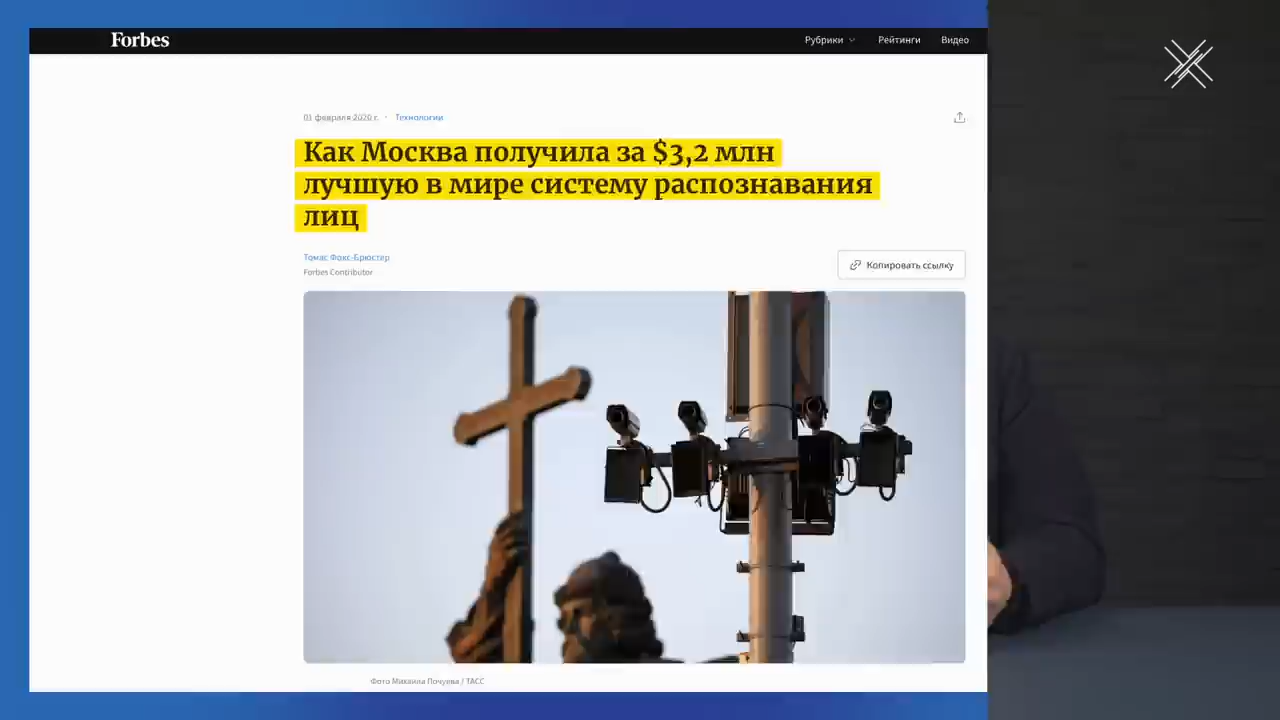 Forbes
Рубрики
Рейтинги
Видео
01 февраля 2020 г. · Технологии
Как Москва получила за $3,2 млн
лучшую в мире систему распознавания
лиц
Томас Фокс-Брюстер
Forbes Contributor
Копировать ссылку
Фото Михаила Почуева / ТАСС